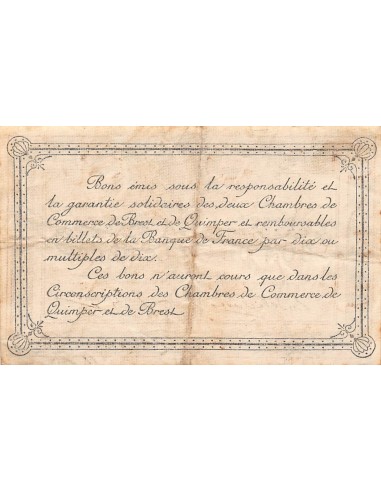 Bons émis sous la responsabilité et
la garantie solidaires des deux Chambres de
Commerce de Brest et de Quimper et remboursables
en billets de la Banque de France par dix ou
multiples de dix.
Ces bons n'auront cours que dans les
Circonscriptions des Chambres de Commerce de
Quimper et de Brest